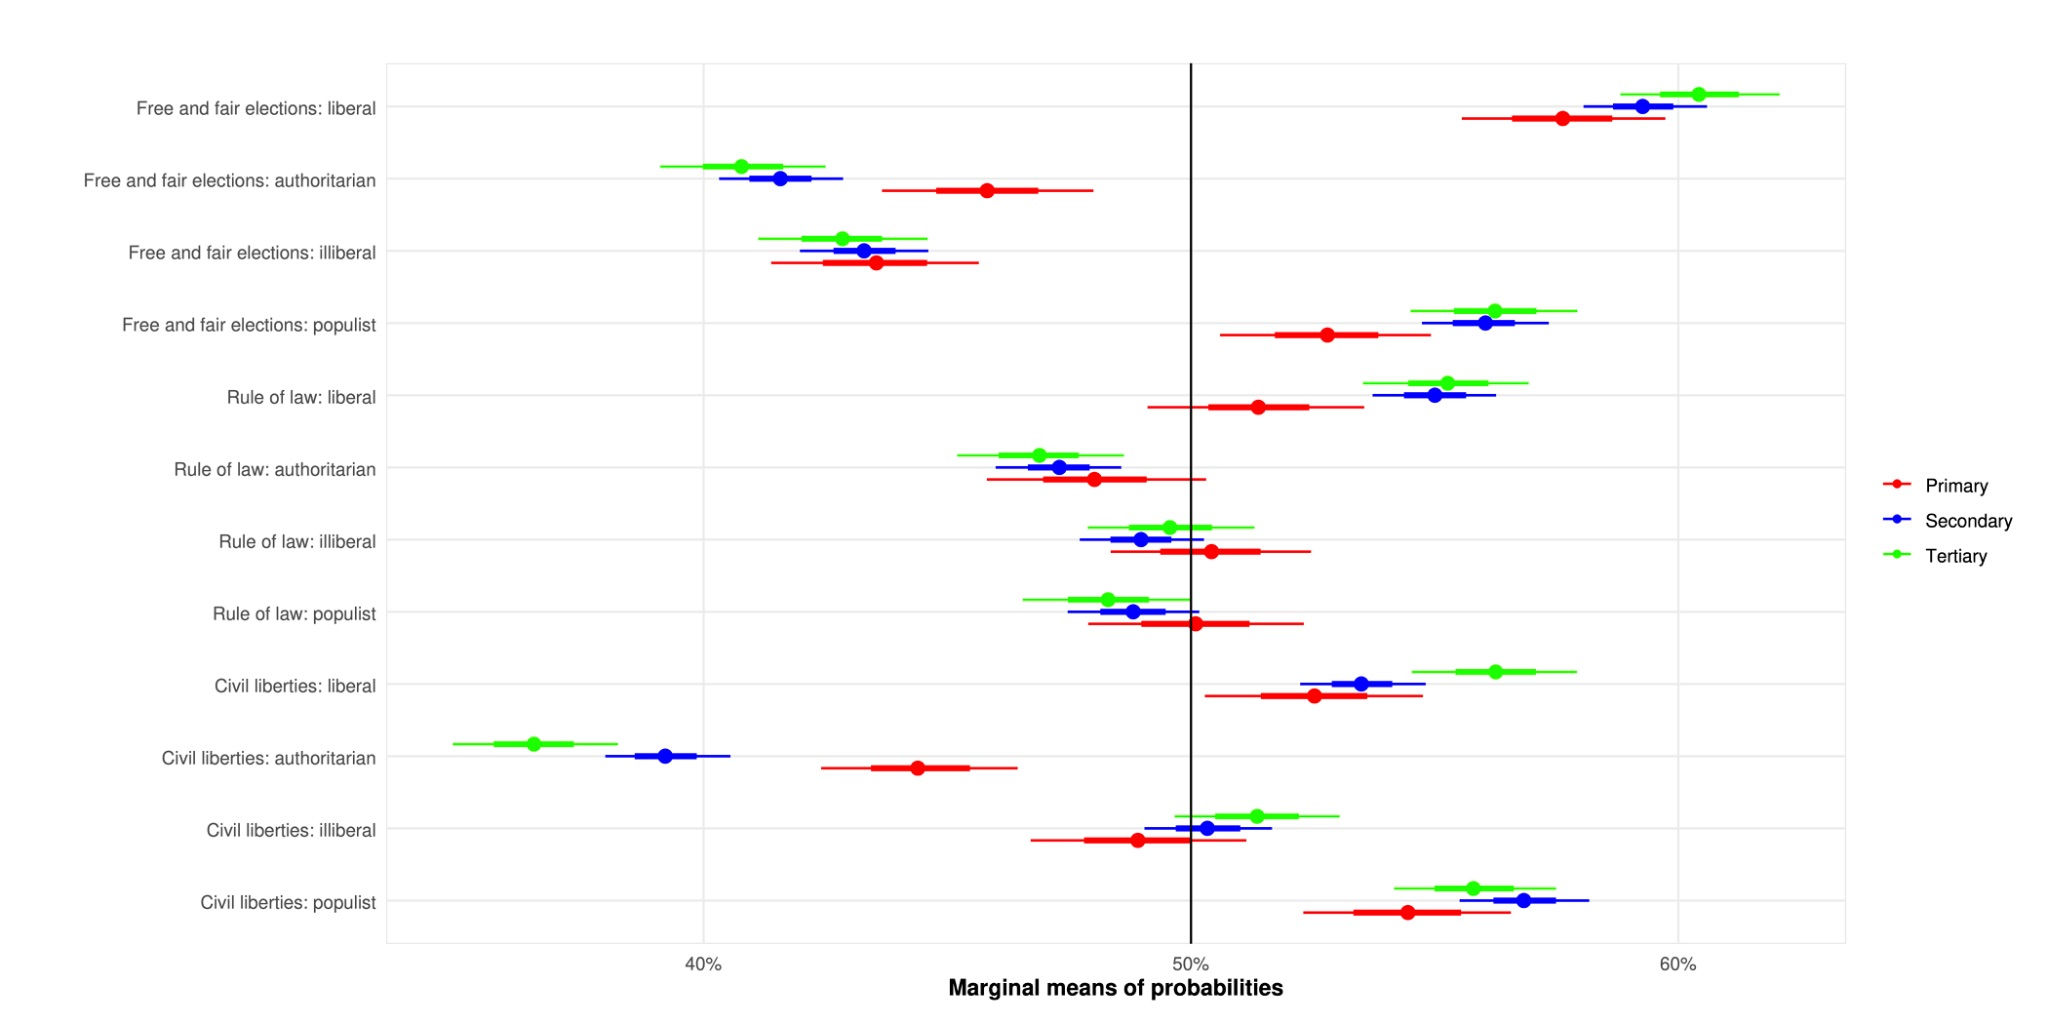 Free and fair elections: liberal
Free and fair elections: authoritarian
Free and fair elections: illiberal
Free and fair elections: populist
Rule of law: liberal
Rule of law: authoritarian
Rule of law: illiberal
Rule of law: populist
Civil liberties: liberal
Civil liberties: authoritarian
Civil liberties: illiberal
Civil liberties: populist
40% 50% 60%
Marginal means of probabilities
Primary
Secondary
Tertiary